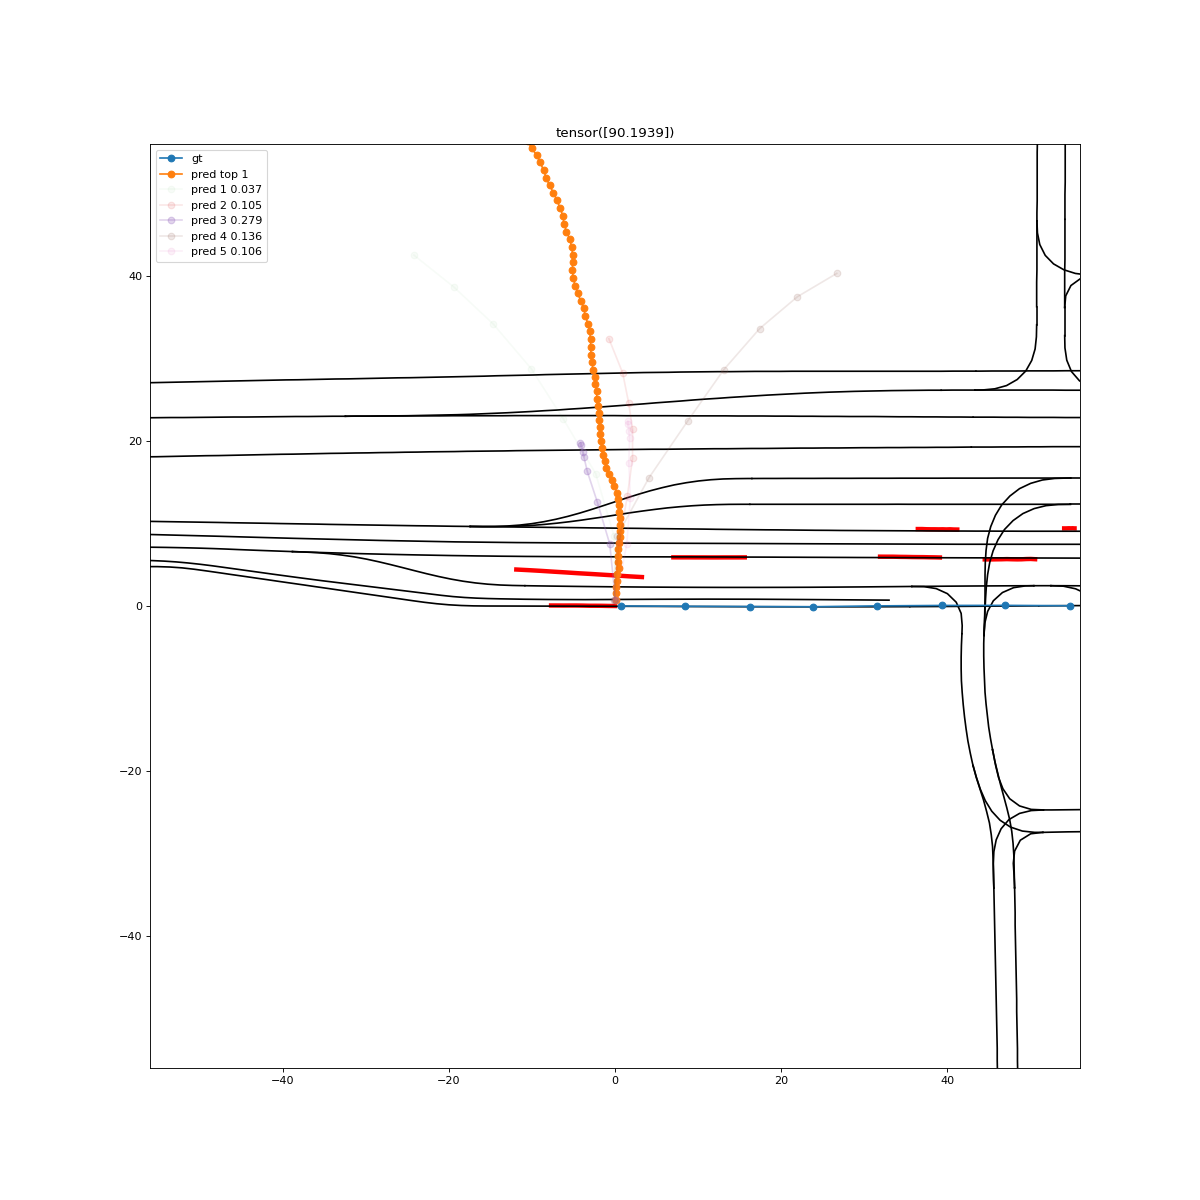 tensor([90.1939])
gt
pred top 1
pred 1 0.037
pred 2 0.105
pred 3 0.279
pred 4 0.136
pred 5 0.106
40
20
0
−20
−40
−40
−20
0
20
40